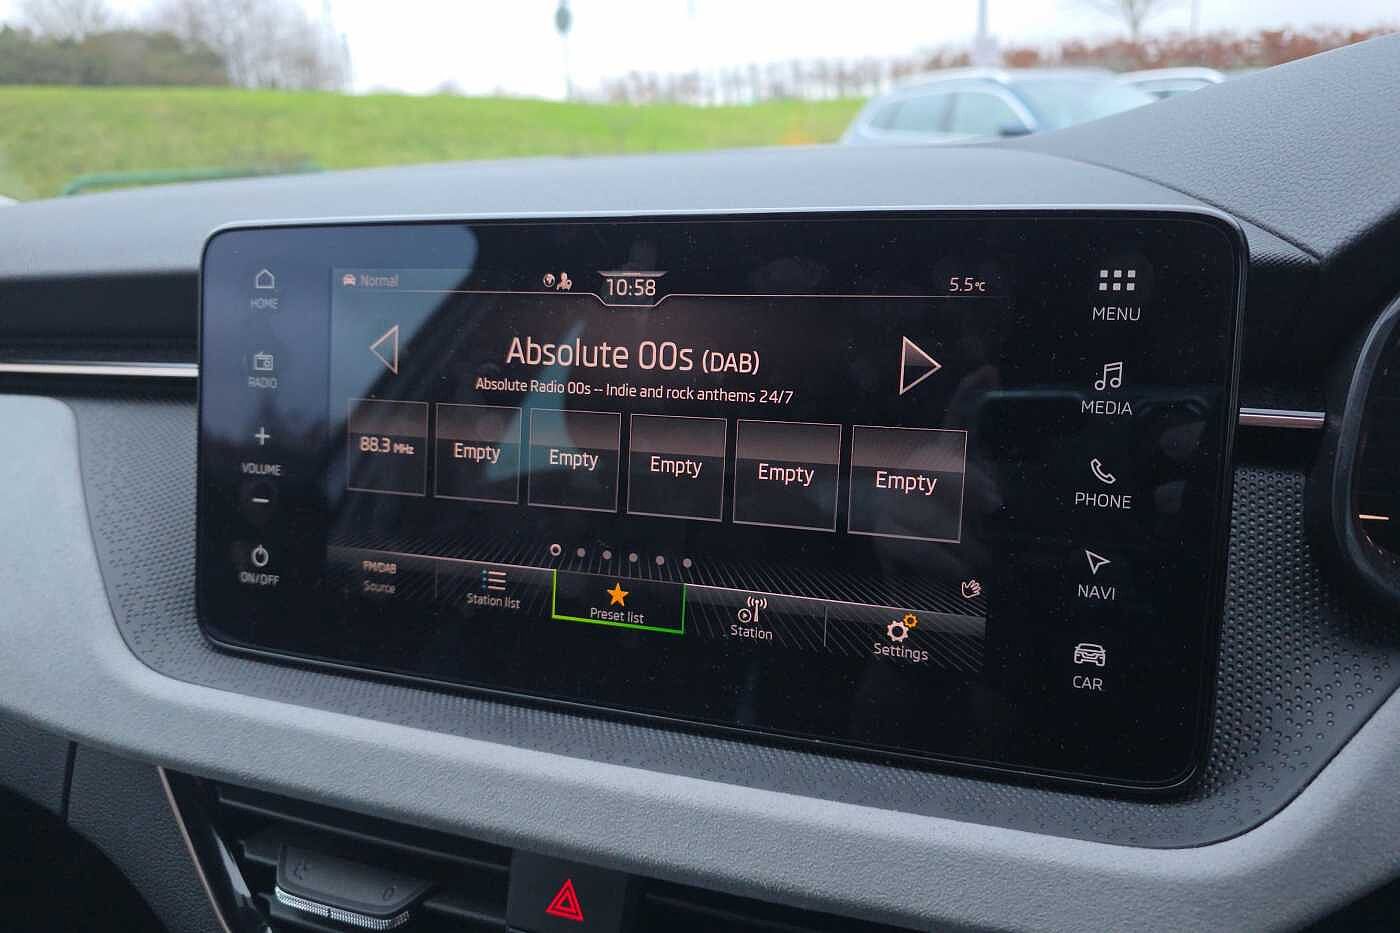 HOME
RADIO
VOLUME
ON/OFF
Normal
10:58
5.5°C
Absolute 00s (DAB)
Absolute Radio 00s -- Indie and rock anthems 24/7
88.3 MHz
Empty
Empty
Empty
Empty
Empty
FM/DAB
Source
Station list
Preset list
Station
Settings
MENU
MEDIA
PHONE
NAVI
CAR